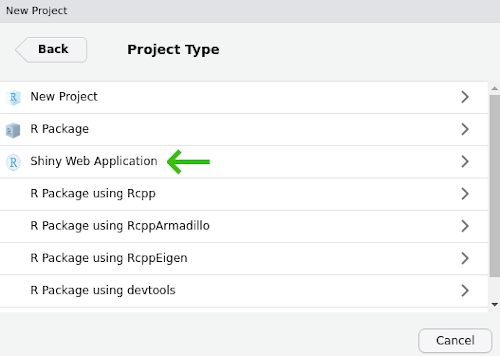 New Project
Back
Project Type
New Project
R Package
Shiny Web Application
R Package using Rcpp
R Package using RcppArmadillo
R Package using RcppEigen
R Package using devtools
Cancel